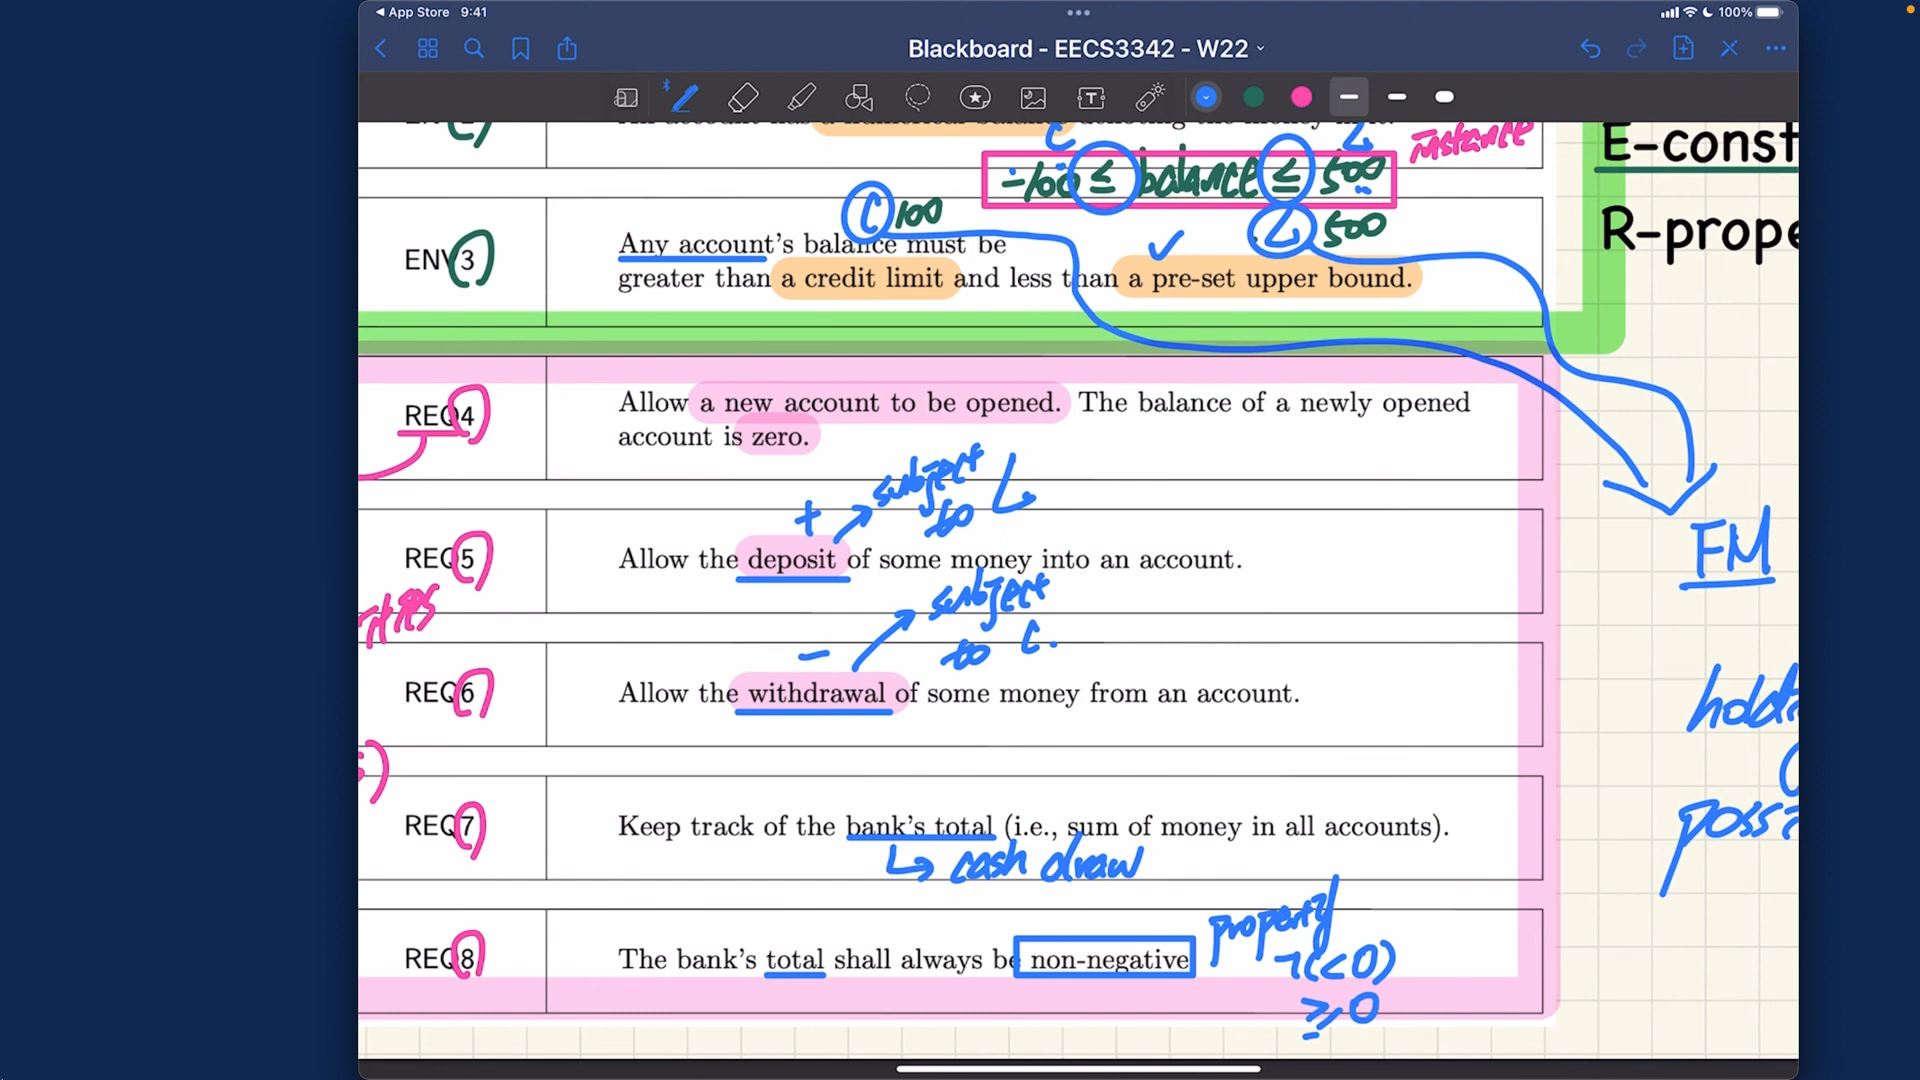 App Store 9:41
100%
Blackboard - EECS3342 - W22
E-const
instance
C
L
-100 ≤ balance ≤ 500
C 100
L 500
R-prope
ENV3
Any account's balance must be
greater than a credit limit and less than a pre-set upper bound.
REQ4
Allow a new account to be opened. The balance of a newly opened
account is zero.
+ subject to L
REQ5
Allow the deposit of some money into an account.
FM
- subject to C.
REQ6
Allow the withdrawal of some money from an account.
REQ7
Keep track of the bank's total (i.e., sum of money in all accounts).
cash draw
REQ8
The bank's total shall always be non-negative
property
¬(<0)
≥0